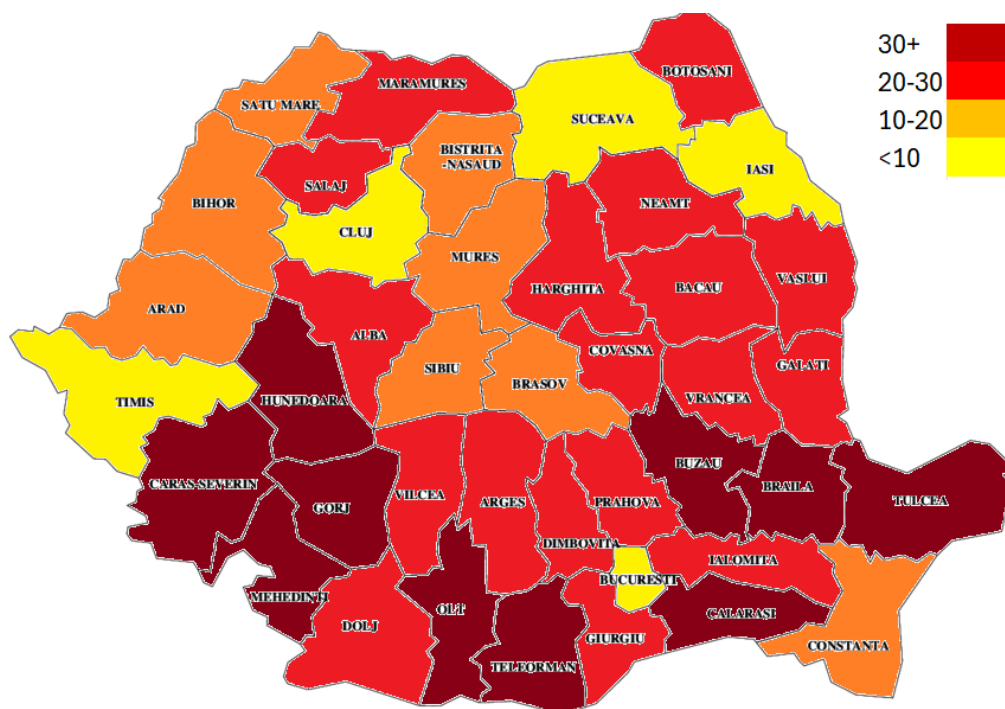 30+
20-30
10-20
<10
BOTOSANI
MARAMURES
SATU MARE
SUCEAVA
BISTRITA
-NASAUD
IASI
SALAJ
BIHOR
NEAMT
CLUJ
MURES
VASLUI
HARGHITA
BACAU
ARAD
ALBA
COVASNA
GALATI
SIBIU
BRASOV
TIMIS
HUNEDOARA
VRANCEA
BUZAU
CARAS-SEVERIN
BRAILA
VILCEA
ARGES
PRAHOVA
TULCEA
GORJ
DIMBOVITA
IALOMITA
BUCURESTI
MEHEDINTI
OLT
CALARASI
DOLJ
GIURGIU
CONSTANTA
TELEORMAN